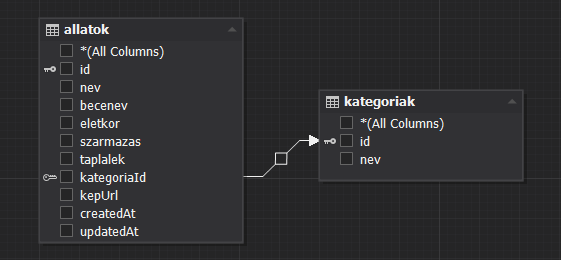 allatok
*(All Columns)
id
nev
becenev
eletkor
szarmazas
taplalek
kategoriaId
kepUrl
createdAt
updatedAt
kategoriak
*(All Columns)
id
nev